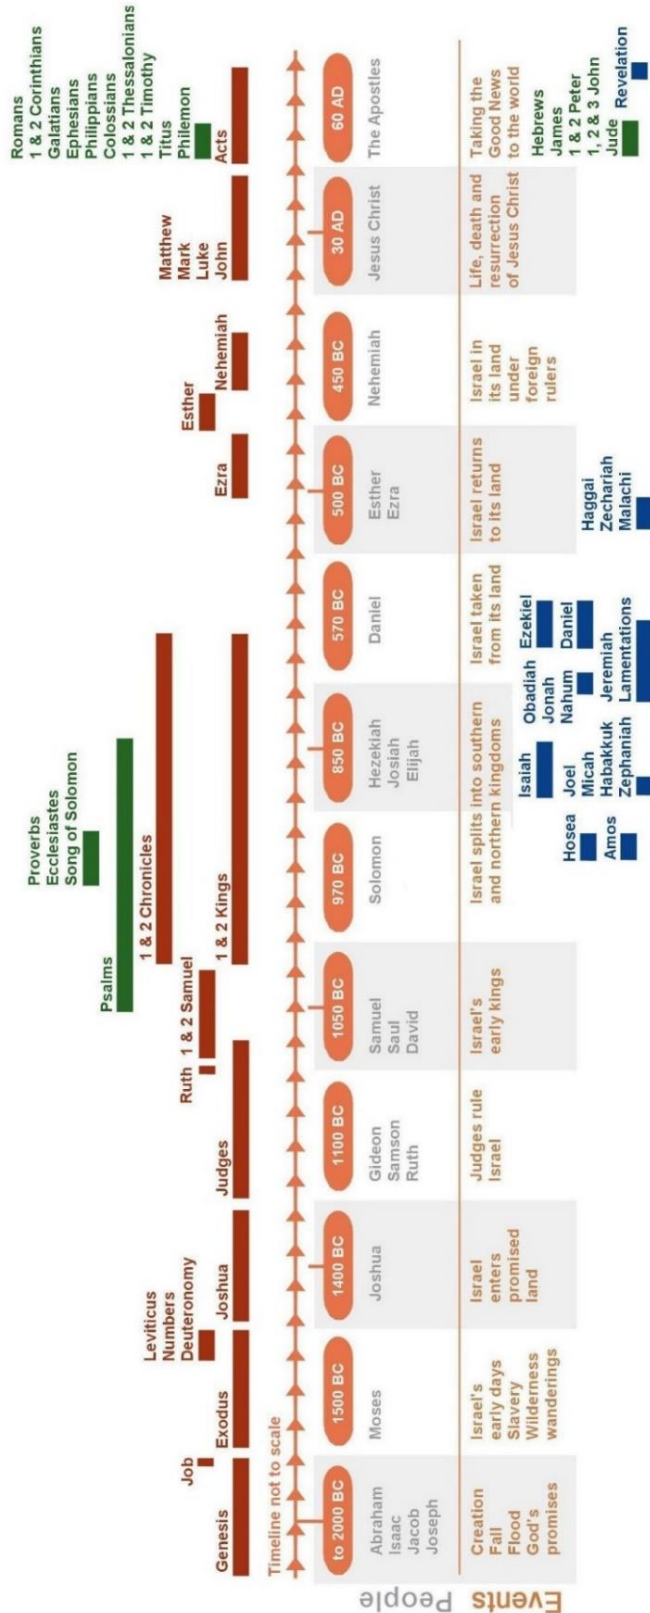 Proverbs
Ecclesiastes
Song of Solomon
Psalms
1 & 2 Chronicles
Romans
1 & 2 Corinthians
Galatians
Ephesians
Philippians
Colossians
1 & 2 Thessalonians
1 & 2 Timothy
Titus
Philemon
Job
Leviticus
Numbers
Deuteronomy
Ruth
1 & 2 Samuel
Esther
Matthew
Mark
Luke
John
Genesis
Exodus
Joshua
Judges
1 & 2 Kings
Ezra
Nehemiah
Acts
Timeline not to scale
to 2000 BC
1500 BC
1400 BC
1100 BC
1050 BC
970 BC
850 BC
570 BC
500 BC
450 BC
30 AD
60 AD
People
Abraham
Isaac
Jacob
Joseph
Moses
Joshua
Gideon
Samson
Ruth
Samuel
Saul
David
Solomon
Hezekiah
Josiah
Elijah
Daniel
Esther
Ezra
Nehemiah
Jesus Christ
The Apostles
Events
Creation
Fall
Flood
God's
promises
Israel's
early days
Slavery
Wilderness
wanderings
Israel
enters
promised
land
Judges rule
Israel
Israel's
early kings
Israel splits into southern
and northern kingdoms
Israel taken
from its land
Israel returns
to its land
Israel in
its land
under
foreign
rulers
Life, death and
resurrection
of Jesus Christ
Taking the
Good News
to the world
Hosea
Amos
Isaiah
Joel
Micah
Habakkuk
Zephaniah
Obadiah
Jonah
Nahum
Jeremiah
Lamentations
Ezekiel
Daniel
Haggai
Zechariah
Malachi
Hebrews
James
1 & 2 Peter
1, 2 & 3 John
Jude
Revelation